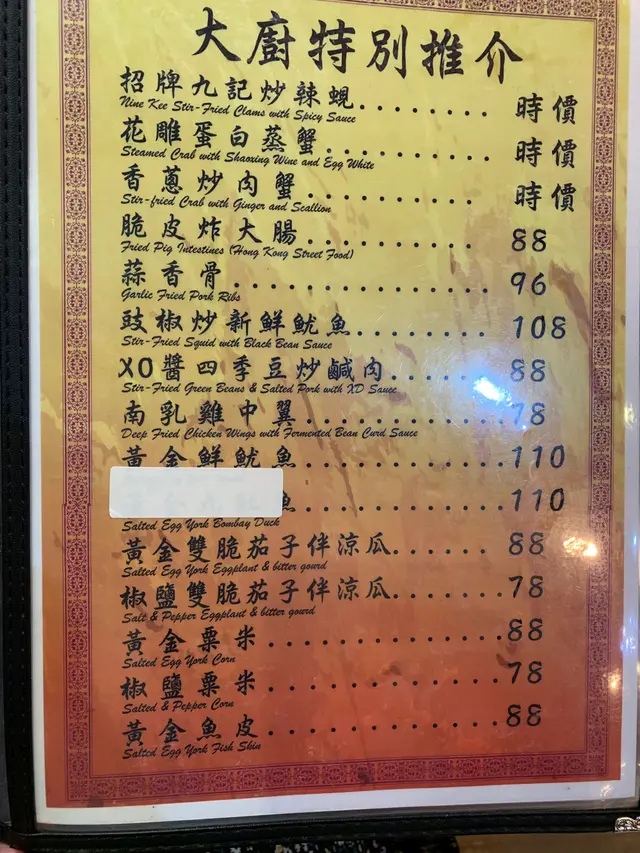 大廚特別推介
招牌九記炒辣蜆........時價
Nine Kee Stir-Fried Clams with Spicy Sauce
花雕蛋白蒸蟹.........時價
Steamed Crab with Shaoxing Wine and Egg White
香蔥炒肉蟹..........時價
Stir-fried Crab with Ginger and Scallion
脆皮炸大腸..........88
Fried Pig Intestines (Hong Kong Street Food)
蒜香骨.............96
Garlic Fried Pork Ribs
豉椒炒新鮮魷魚........108
Stir-Fried Squid with Black Bean Sauce
XO醬四季豆炒鹹肉......88
Stir-Fried Green Beans & Salted Pork with XO Sauce
南乳雞中翼...........78
Deep Fried Chicken Wings with Fermented Bean Curd Sauce
黃金鮮魷魚...........110
魚...........110
Salted Egg York Bombay Duck
黃金雙脆茄子伴涼瓜......88
Salted Egg York Eggplant & bitter gourd
椒鹽雙脆茄子伴涼瓜......78
Salt & Pepper Eggplant & bitter gourd
黃金粟米............88
Salted Egg York Corn
椒鹽粟米............78
Salted & Pepper Corn
黃金魚皮............88
Salted Egg York Fish Skin